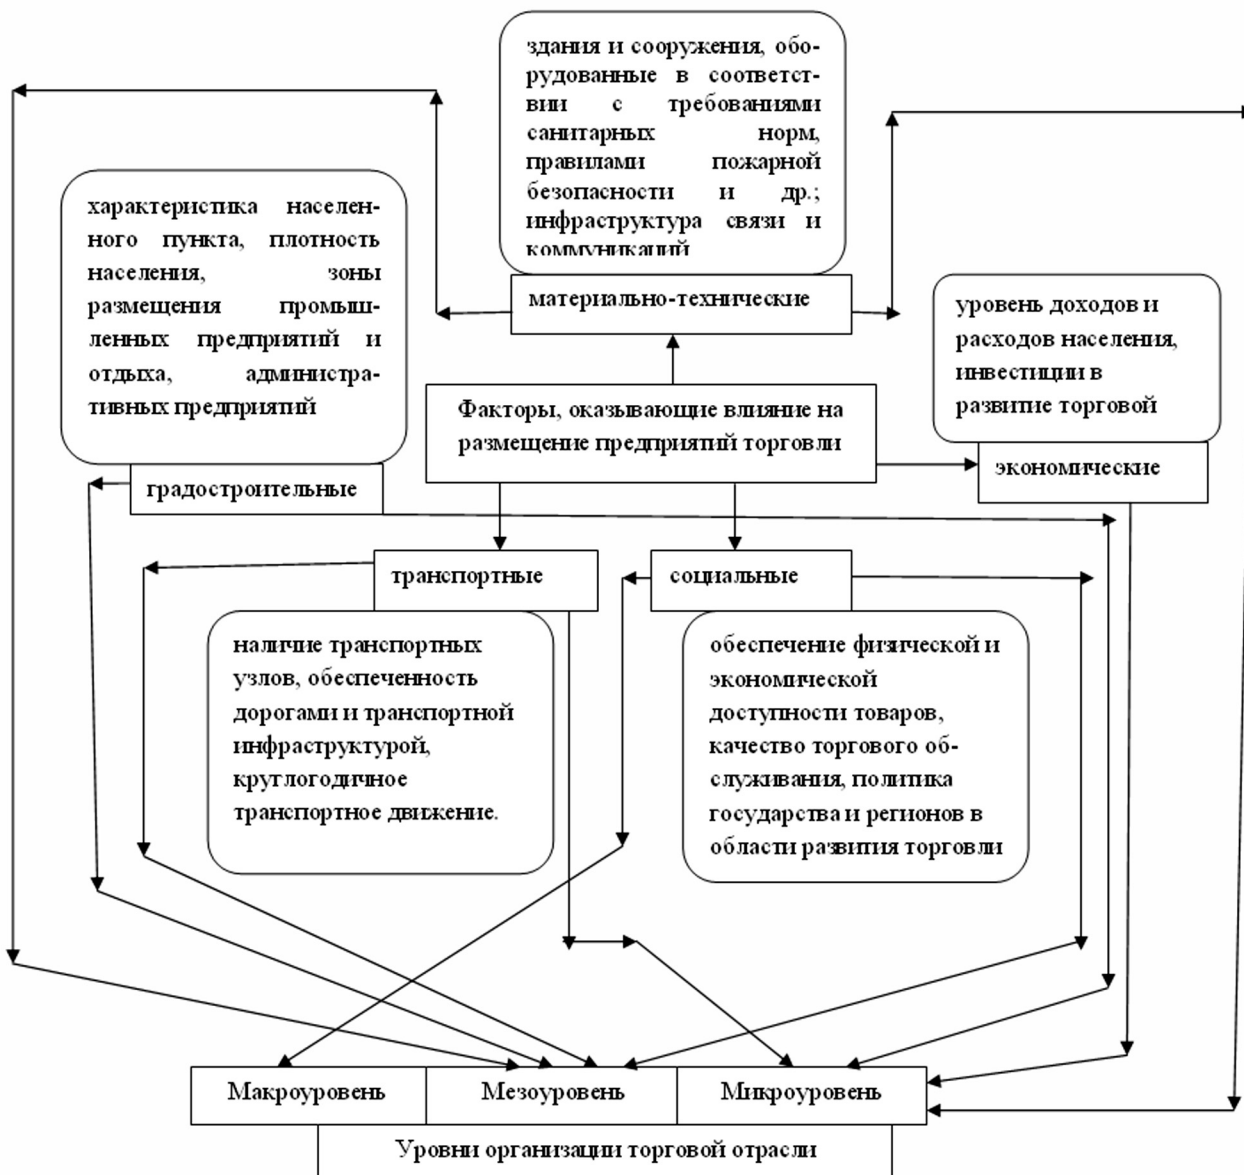 здания и сооружения, обо-
рудованные в соответст-
вии с требованиями
санитарных норм,
правилами пожарной
безопасности и др.;
инфраструктура связи и
коммуникаций
материально-технические
характеристика населен-
ного пункта, плотность
населения, зоны
размещения промыш-
ленных предприятий и
отдыха, администра-
тивных предприятий
градостроительные
уровень доходов и
расходов населения,
инвестиции в
развитие торговой
экономические
Факторы, оказывающие влияние на
размещение предприятий торговли
транспортные
наличие транспортных
узлов, обеспеченность
дорогами и транспортной
инфраструктурой,
круглогодичное
транспортное движение.
социальные
обеспечение физической и
экономической
доступности товаров,
качество торгового об-
служивания, политика
государства и регионов в
области развития торговли
Макроуровень
Мезоуровень
Микроуровень
Уровни организации торговой отрасли